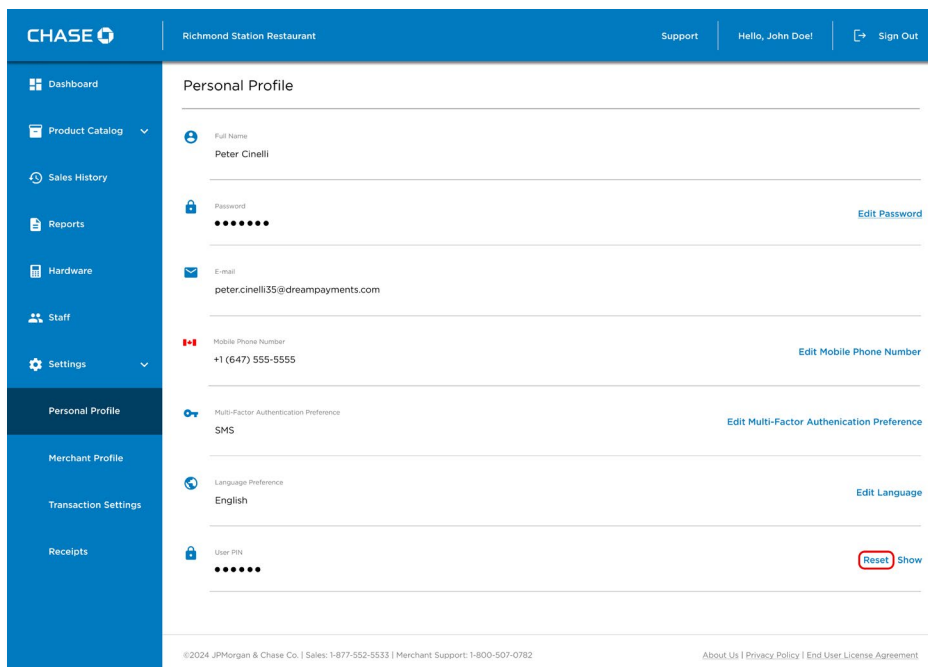 CHASE
Richmond Station Restaurant
Support
Hello, John Doe!
Sign Out
Dashboard
Product Catalog
Sales History
Reports
Hardware
Staff
Settings
Personal Profile
Merchant Profile
Transaction Settings
Receipts
Personal Profile
Full Name
Peter Cinelli
Password
•••••••
Edit Password
E-mail
peter.cinelli35@dreampayments.com
Mobile Phone Number
+1 (647) 555-5555
Edit Mobile Phone Number
Multi-Factor Authentication Preference
SMS
Edit Multi-Factor Authenication Preference
Language Preference
English
Edit Language
User PIN
••••••
Reset Show
©2024 JPMorgan & Chase Co. | Sales: 1-877-552-5533 | Merchant Support: 1-800-507-0782
About Us | Privacy Policy | End User License Agreement